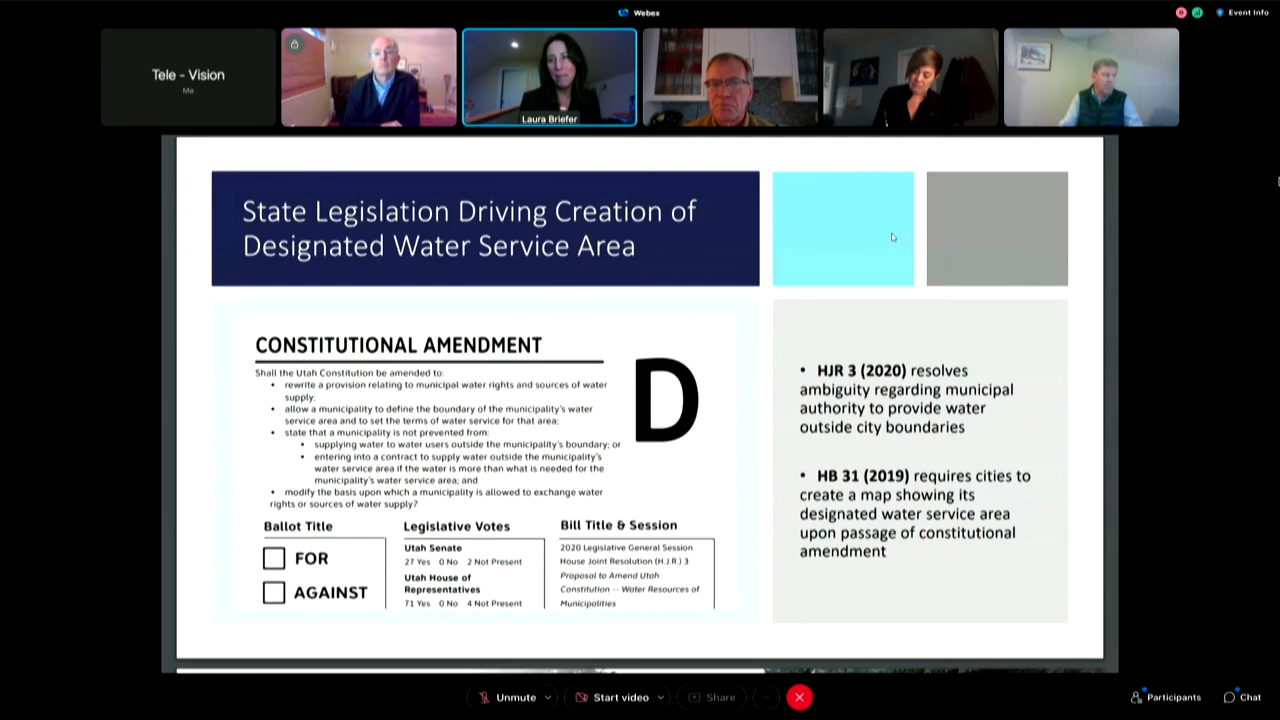 Webex
Event Info
Tele - Vision
Me
Laura Briefer
State Legislation Driving Creation of
Designated Water Service Area
CONSTITUTIONAL AMENDMENT
D
Shall the Utah Constitution be amended to:
• rewrite a provision relating to municipal water rights and sources of water
supply;
• allow a municipality to define the boundary of the municipality's water
service area and to set the terms of water service for that area;
• state that a municipality is not prevented from:
• supplying water to water users outside the municipality's boundary; or
• entering into a contract to supply water outside the municipality's
water service area if the water is more than what is needed for the
municipality's water service area; and
• modify the basis upon which a municipality is allowed to exchange water
rights or sources of water supply?
Ballot Title
FOR
AGAINST
Legislative Votes
Utah Senate
27 Yes 0 No 2 Not Present
Utah House of
Representatives
71 Yes 0 No 4 Not Present
Bill Title & Session
2020 Legislative General Session
House Joint Resolution (H.J.R.) 3
Proposal to Amend Utah
Constitution -- Water Resources of
Municipalities
• HJR 3 (2020) resolves
ambiguity regarding municipal
authority to provide water
outside city boundaries
• HB 31 (2019) requires cities to
create a map showing its
designated water service area
upon passage of constitutional
amendment
Unmute
Start video
Share
Participants
Chat